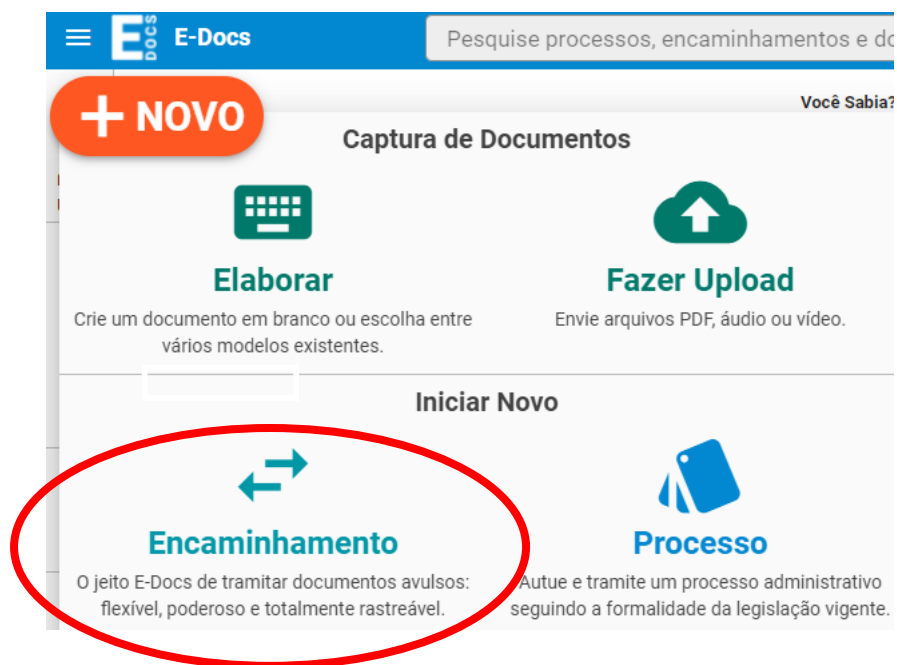 E DOCS E-Docs Pesquise processos, encaminhamentos e do
Você Sabia?
+ NOVO
Captura de Documentos
Elaborar
Crie um documento em branco ou escolha entre
vários modelos existentes.
Fazer Upload
Envie arquivos PDF, áudio ou vídeo.
Iniciar Novo
Encaminhamento
O jeito E-Docs de tramitar documentos avulsos:
flexível, poderoso e totalmente rastreável.
Processo
Autue e tramite um processo administrativo
seguindo a formalidade da legislação vigente.